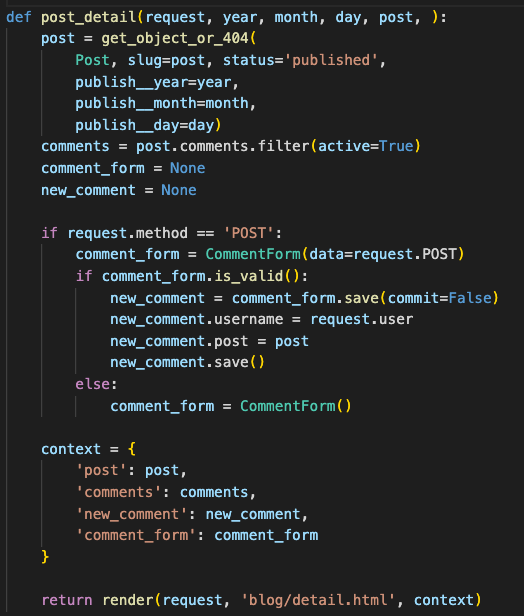 def post_detail(request, year, month, day, post, ):
    post = get_object_or_404(
        Post, slug=post, status='published',
        publish__year=year,
        publish__month=month,
        publish__day=day)
    comments = post.comments.filter(active=True)
    comment_form = None
    new_comment = None

    if request.method == 'POST':
        comment_form = CommentForm(data=request.POST)
        if comment_form.is_valid():
            new_comment = comment_form.save(commit=False)
            new_comment.username = request.user
            new_comment.post = post
            new_comment.save()
        else:
            comment_form = CommentForm()

    context = {
        'post': post,
        'comments': comments,
        'new_comment': new_comment,
        'comment_form': comment_form
    }

    return render(request, 'blog/detail.html', context)